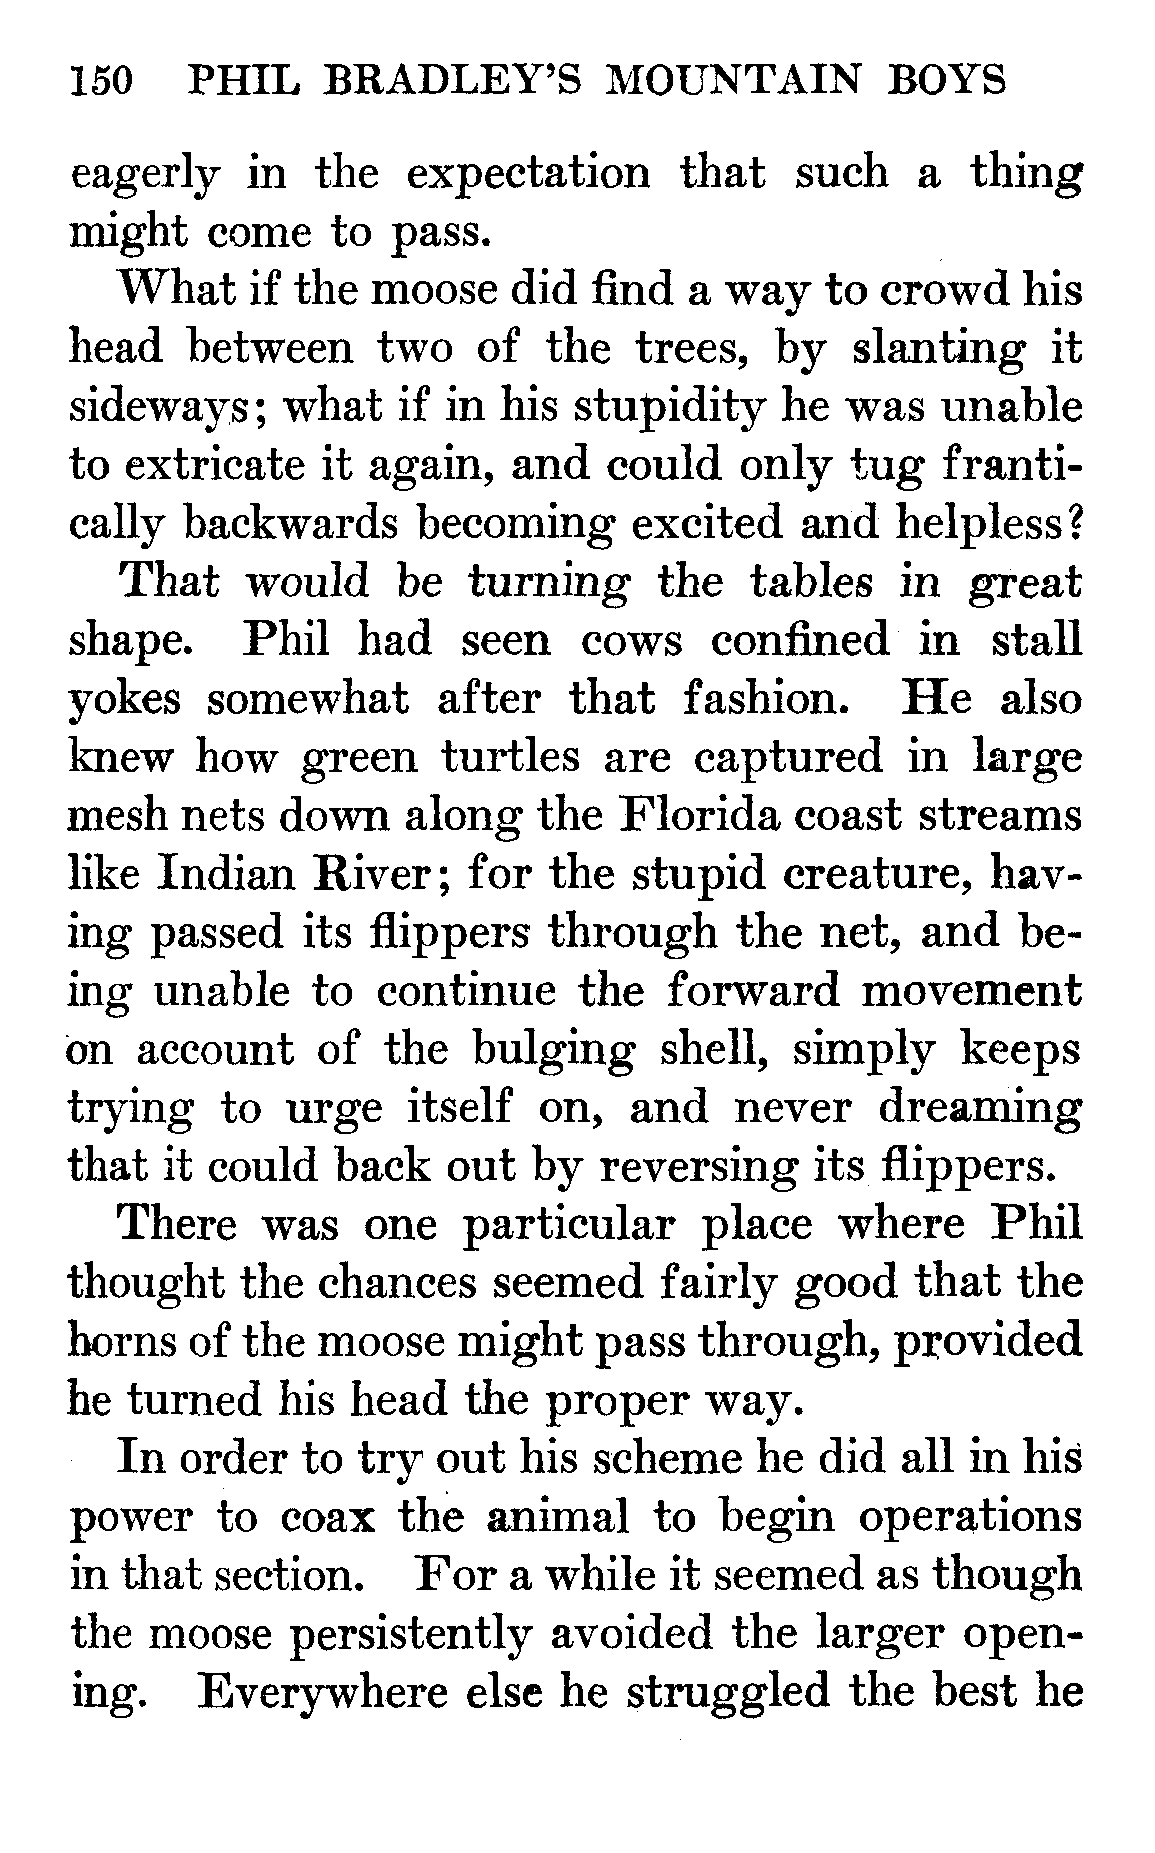 150 PHIL BRADLEY'S MOUNTAIN BOYS
eagerly in the expectation that such a thing
might come to pass.
What if the moose did find a way to crowd his
head between two of the trees, by slanting it
sideways; what if in his stupidity he was unable
to extricate it again, and could only tug franti-
cally backwards becoming excited and helpless?
That would be turning the tables in great
shape. Phil had seen cows confined in stall
yokes somewhat after that fashion. He also
knew how green turtles are captured in large
mesh nets down along the Florida coast streams
like Indian River; for the stupid creature, hav-
ing passed its flippers through the net, and be-
ing unable to continue the forward movement
on account of the bulging shell, simply keeps
trying to urge itself on, and never dreaming
that it could back out by reversing its flippers.
There was one particular place where Phil
thought the chances seemed fairly good that the
horns of the moose might pass through, provided
he turned his head the proper way.
In order to try out his scheme he did all in his
power to coax the animal to begin operations
in that section. For a while it seemed as though
the moose persistently avoided the larger open-
ing. Everywhere else he struggled the best he